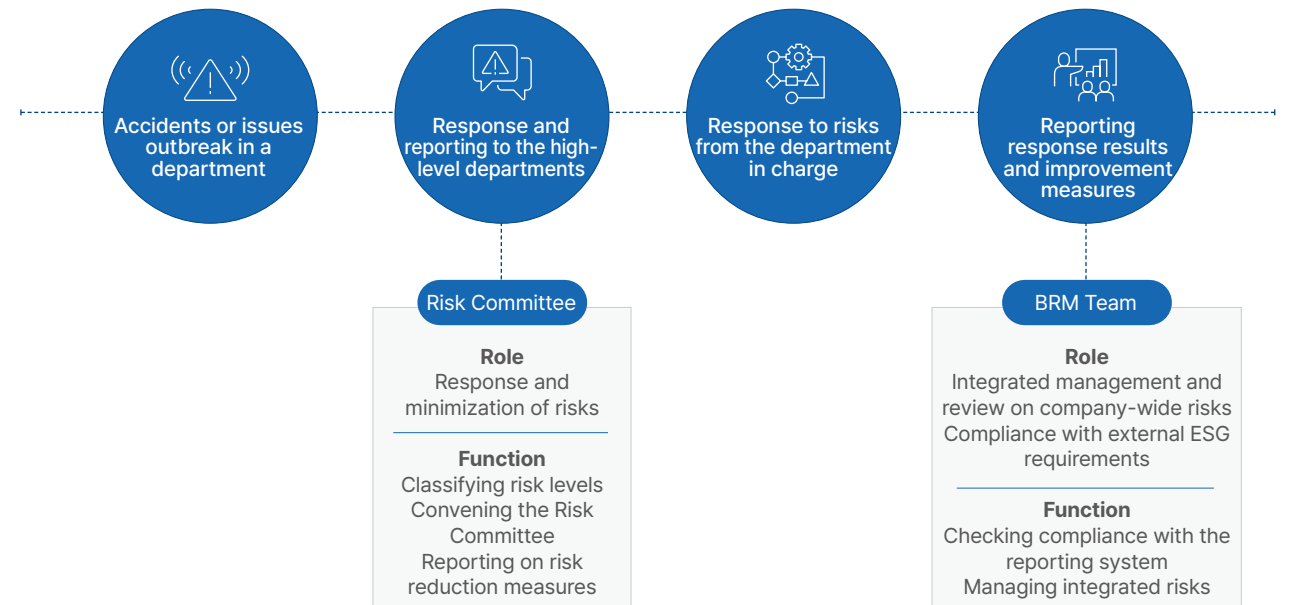 Accidents or issues
outbreak in a
department
Response and
reporting to the high-
level departments
Response to risks
from the department
in charge
Reporting
response results
and improvement
measures
Risk Committee
Role
Response and
minimization of risks
Function
Classifying risk levels
Convening the Risk
Committee
Reporting on risk
reduction measures
BRM Team
Role
Integrated management and
review on company-wide risks
Compliance with external ESG
requirements
Function
Checking compliance with the
reporting system
Managing integrated risks